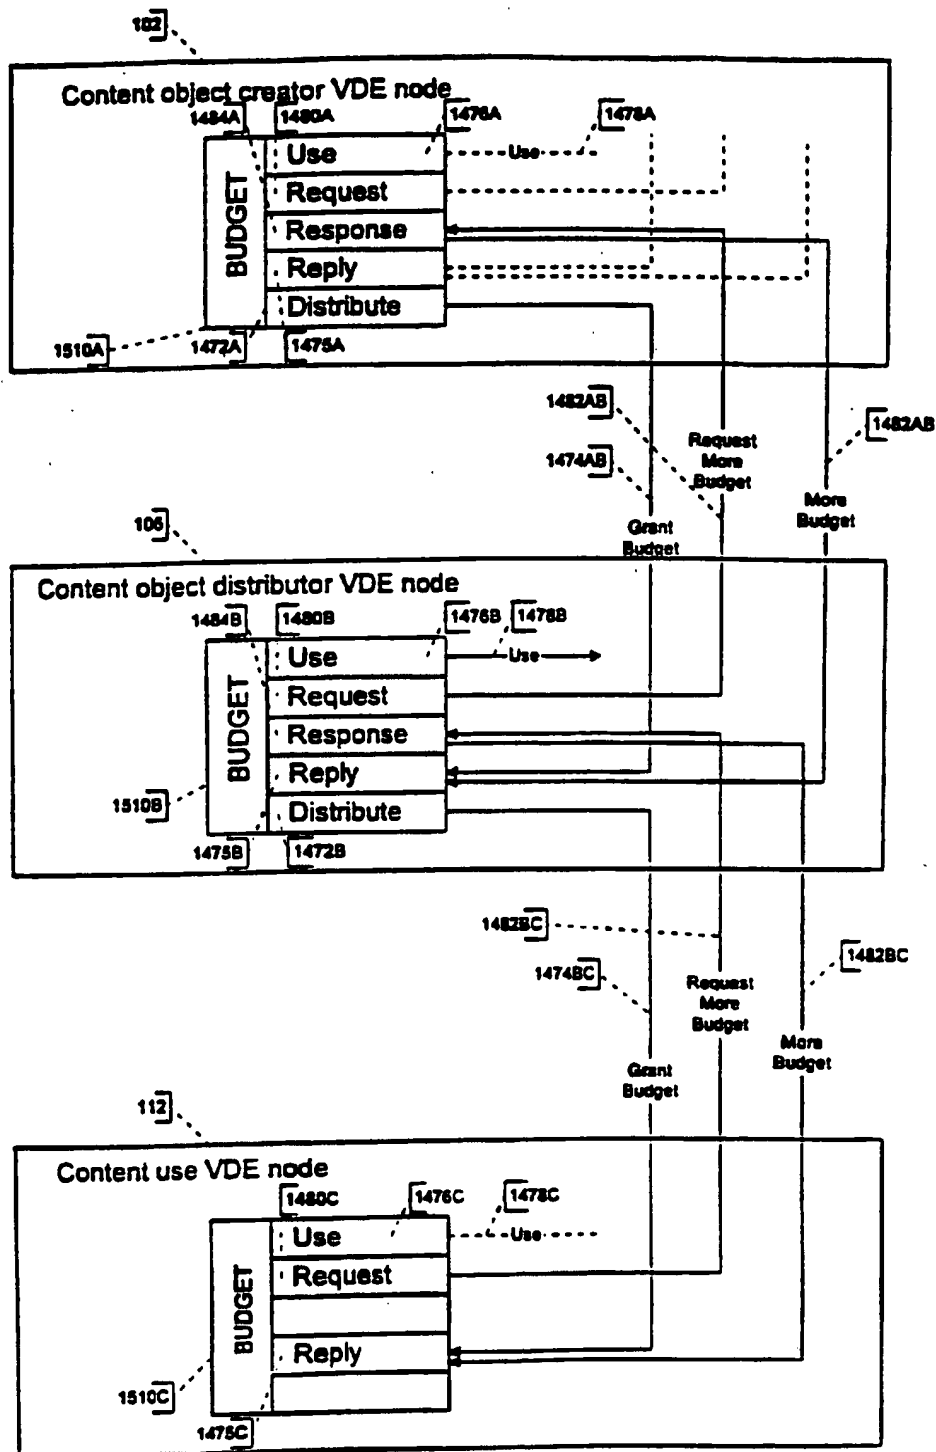 102
Content object creator VDE node
1484A
1480A
1476A
1478A
BUDGET
Use
Use
Request
Response
Reply
Distribute
1510A
1472A
1475A
1482AB
1482AB
1474AB
Request
More
Budget
More
Budget
Grant
Budget
106
Content object distributor VDE node
1484B
1480B
1476B
1478B
BUDGET
Use
Use
Request
Response
Reply
Distribute
1510B
1475B
1472B
1482BC
1482BC
1474BC
Request
More
Budget
More
Budget
Grant
Budget
112
Content use VDE node
1480C
1476C
1478C
BUDGET
Use
Use
Request
Reply
1510C
1475C